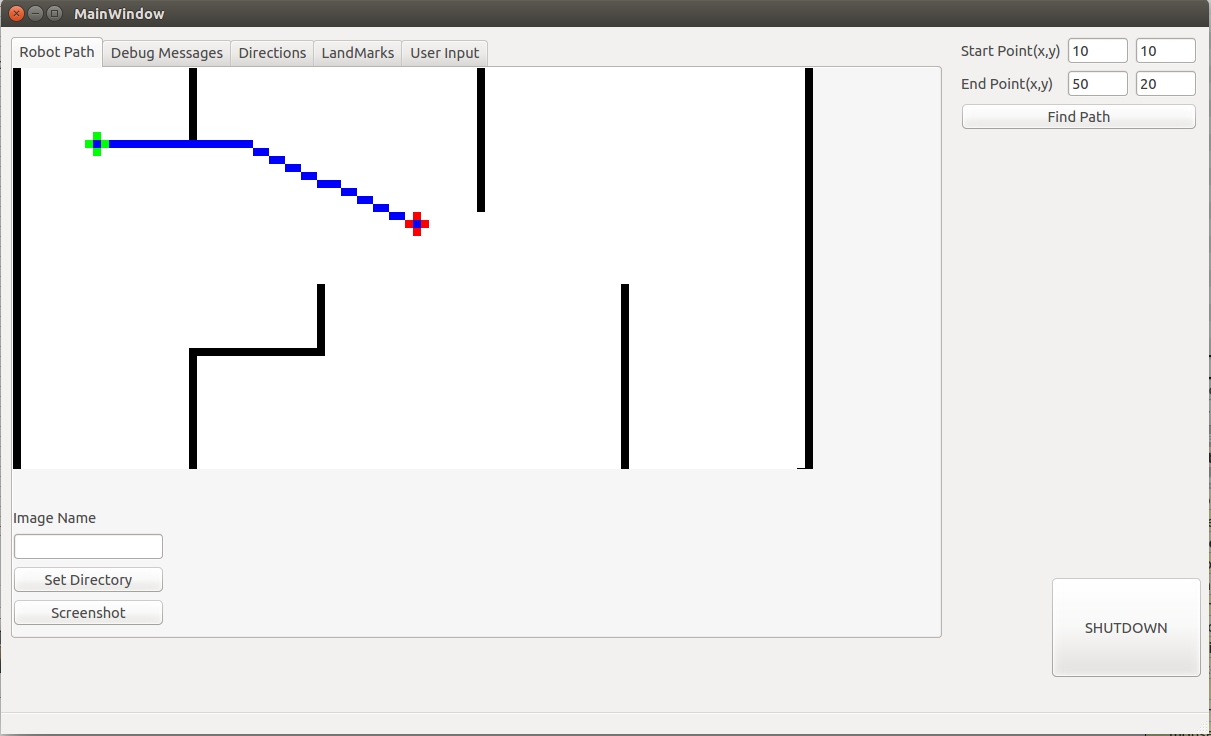 MainWindow
Robot Path Debug Messages Directions LandMarks User Input
Start Point(x,y) 10 10
End Point(x,y) 50 20
Find Path
Image Name
Set Directory
Screenshot
SHUTDOWN